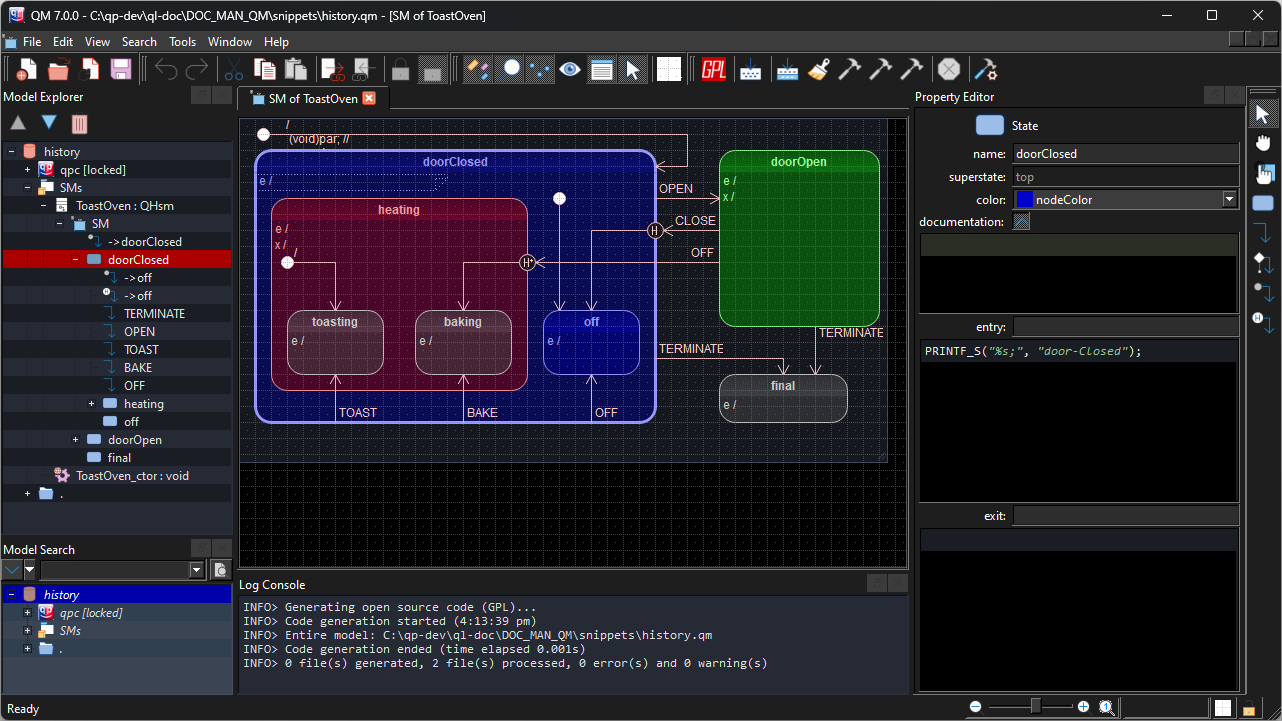 QM 7.0.0 - C:\qp-dev\ql-doc\DOC_MAN_QM\snippets\history.qm - [SM of ToastOven]
File Edit View Search Tools Window Help
GPL
Model Explorer
history
qpc [locked]
SMs
ToastOven : QHsm
SM
->doorClosed
doorClosed
->off
H
->off
TERMINATE
OPEN
TOAST
BAKE
OFF
heating
off
doorOpen
final
ToastOven_ctor : void
.
Model Search
history
qpc [locked]
SMs
.
SM of ToastOven
/
(void)par; //
doorClosed
e /
heating
e /
x /
/
toasting
e /
baking
e /
off
e /
TOAST
BAKE
OFF
OPEN
H
CLOSE
H*
OFF
TERMINATE
doorOpen
e /
x /
TERMINATE
final
e /
Log Console
INFO> Generating open source code (GPL)...
INFO> Code generation started (4:13:39 pm)
INFO> Entire model: C:\qp-dev\ql-doc\DOC_MAN_QM\snippets\history.qm
INFO> Code generation ended (time elapsed 0.001s)
INFO> 0 file(s) generated, 2 file(s) processed, 0 error(s) and 0 warning(s)
Property Editor
State
name: doorClosed
superstate: top
color: nodeColor
documentation:
entry:
PRINTF_S("%s;", "door-Closed");
exit:
H
Ready
1